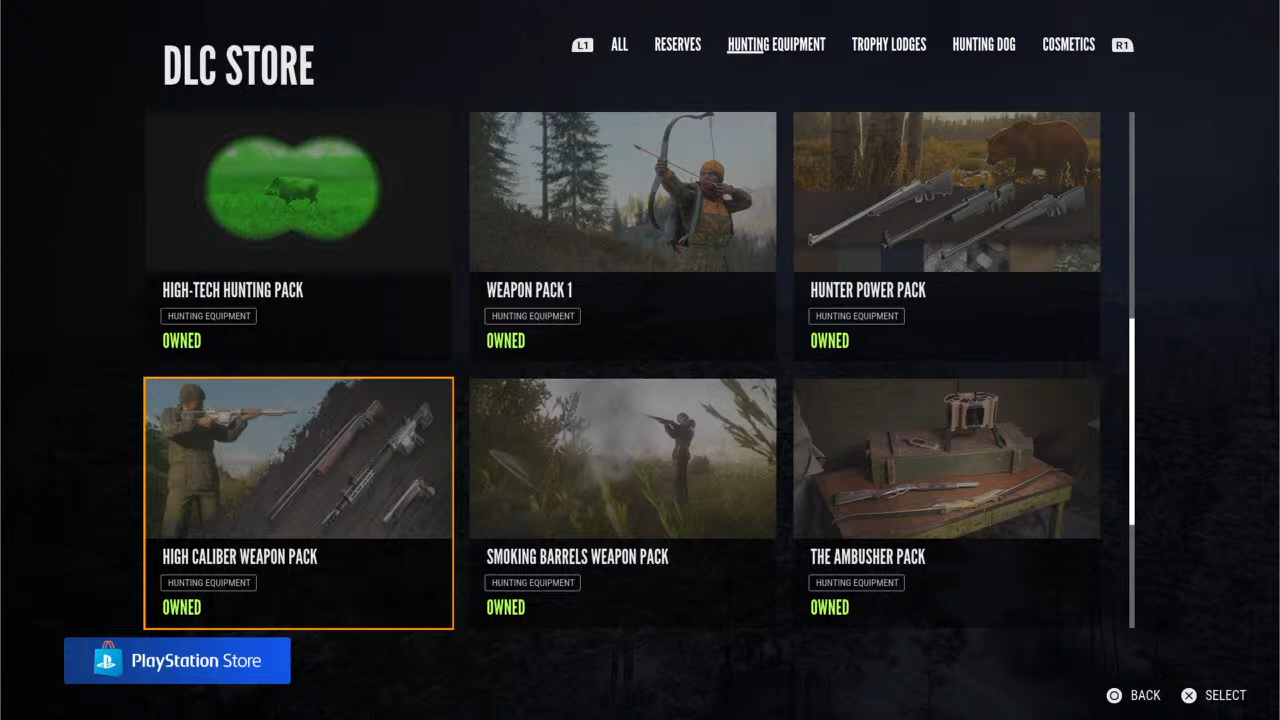 DLC STORE
L1 ALL RESERVES HUNTING EQUIPMENT TROPHY LODGES HUNTING DOG COSMETICS R1
HIGH-TECH HUNTING PACK
HUNTING EQUIPMENT
OWNED
WEAPON PACK 1
HUNTING EQUIPMENT
OWNED
HUNTER POWER PACK
HUNTING EQUIPMENT
OWNED
HIGH CALIBER WEAPON PACK
HUNTING EQUIPMENT
OWNED
SMOKING BARRELS WEAPON PACK
HUNTING EQUIPMENT
OWNED
THE AMBUSHER PACK
HUNTING EQUIPMENT
OWNED
PlayStation Store
BACK SELECT